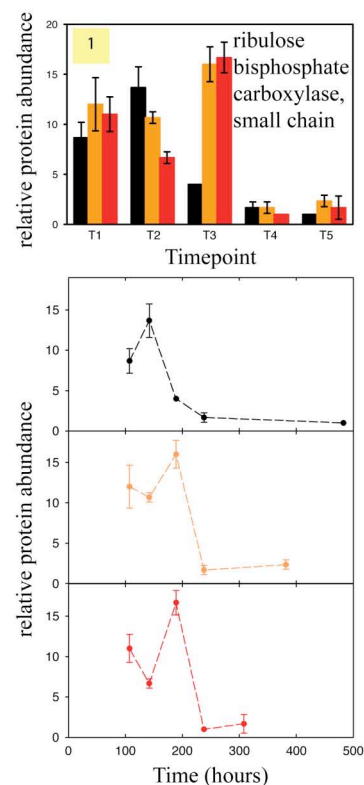 1
ribulose
bisphosphate
carboxylase,
small chain
relative protein abundance
20
15
10
5
0
T1 T2 T3 T4 T5
Timepoint
relative protein abundance
15
10
5
0
15
10
5
0
15
10
5
0
0 100 200 300 400 500
Time (hours)